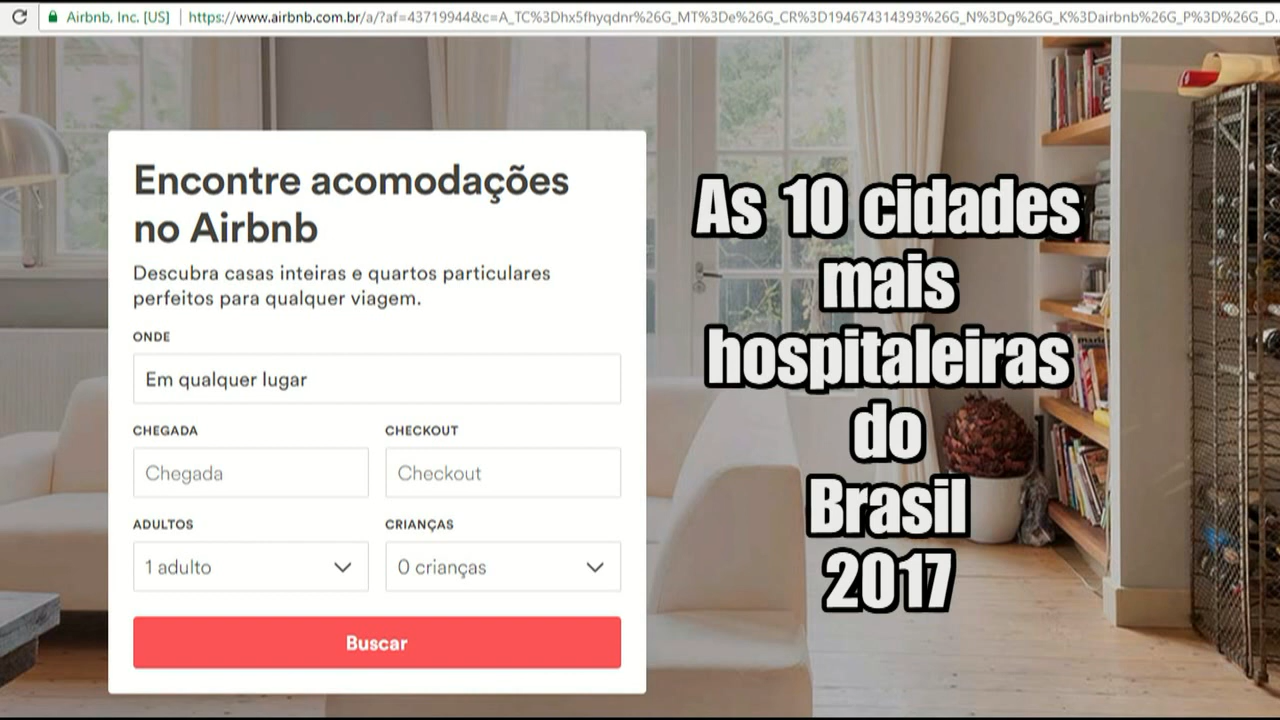 Airbnb, Inc. [US]
https://www.airbnb.com.br/a/?af=43719944&c=A_TC%3Dhx5fhyqdnr%26G_MT%3De%26G_CR%3D194674314393%26G_N%3Dg%26G_K%3Dairbnb%26G_P%3D%26G_D...
Encontre acomodações
no Airbnb
Descubra casas inteiras e quartos particulares
perfeitos para qualquer viagem.
ONDE
Em qualquer lugar
CHEGADA
CHECKOUT
Chegada
Checkout
ADULTOS
CRIANÇAS
1 adulto
0 crianças
Buscar
As 10 cidades
mais
hospitaleiras
do
Brasil
2017